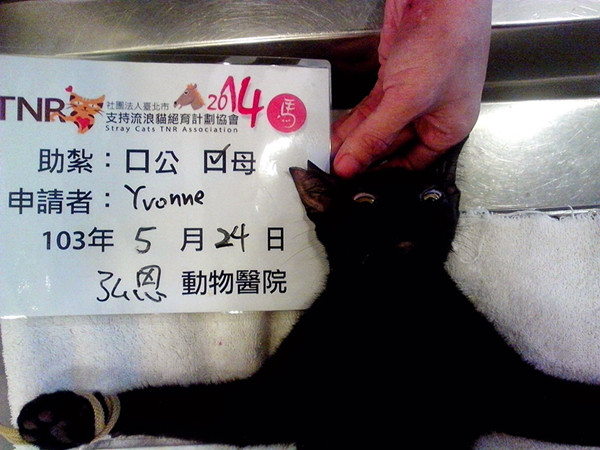 TNR 社團法人臺北市 2014 馬
支持流浪貓絕育計劃協會
Stray Cats TNR Association
助紮：口公 ☑母
申請者：Yvonne
103年 5 月 24 日
弘恩 動物醫院